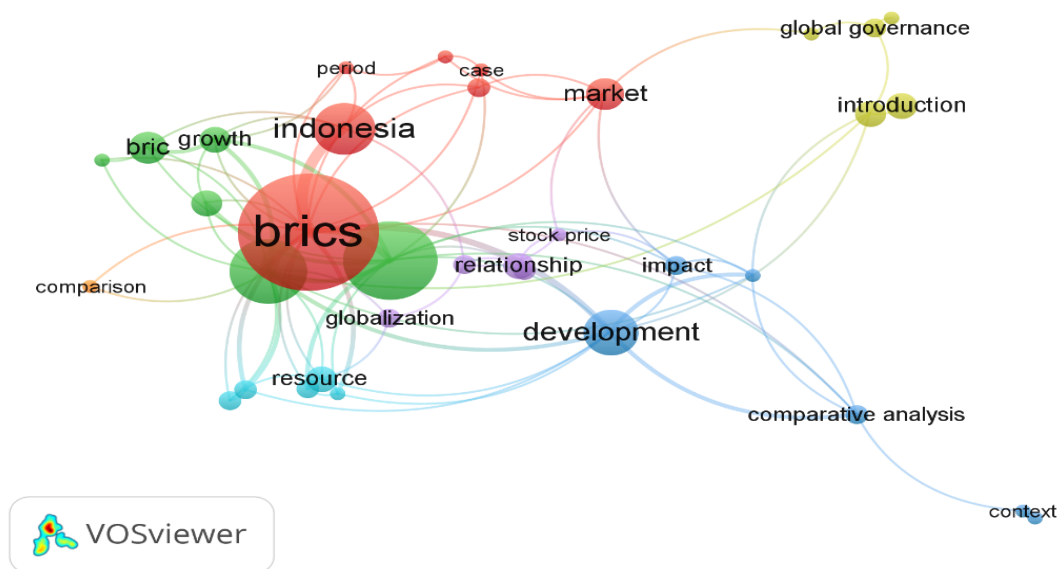 global governance
period
case
market
introduction
indonesia
growth
bric
brics
stock price
relationship
impact
comparison
globalization
development
resource
comparative analysis
context
VOSviewer